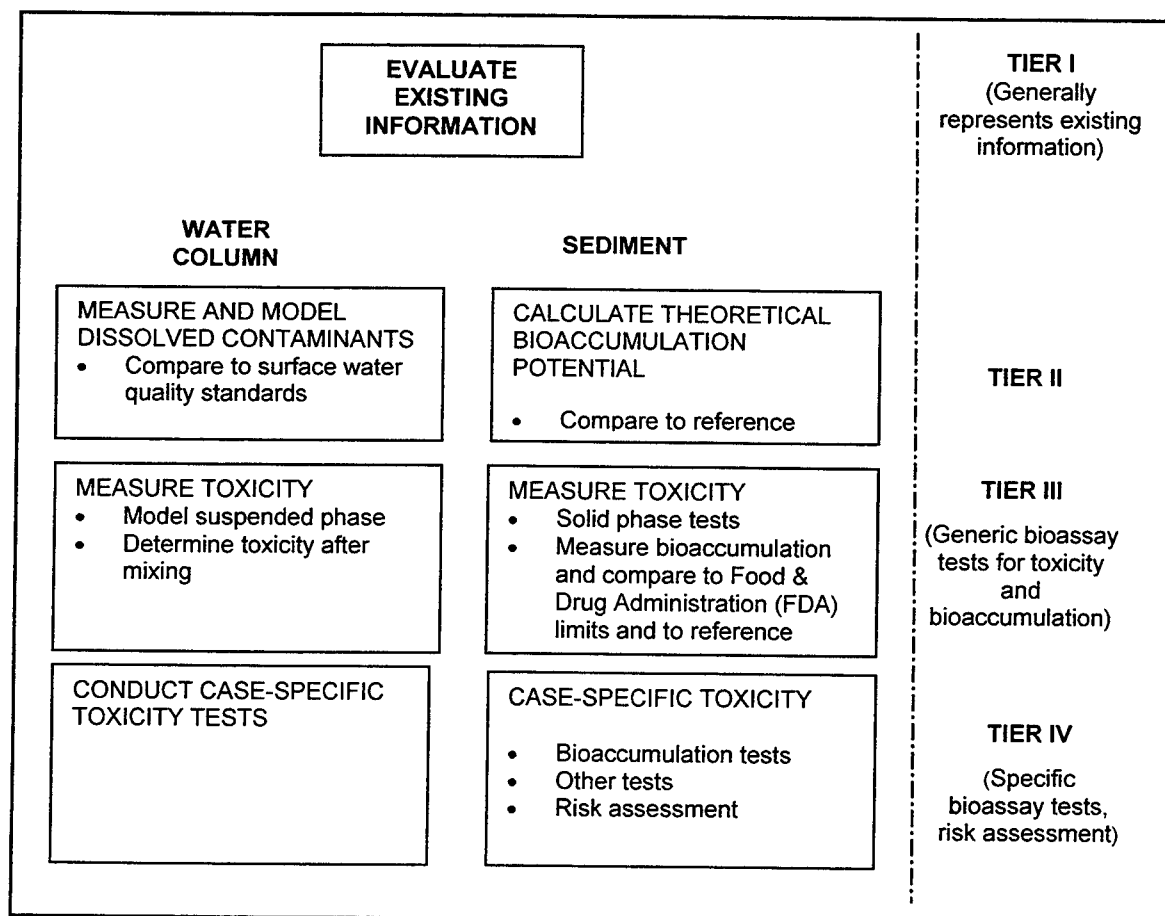 EVALUATE
EXISTING
INFORMATION
TIER I
(Generally
represents existing
information)
WATER
COLUMN
SEDIMENT
MEASURE AND MODEL
DISSOLVED CONTAMINANTS
• Compare to surface water
quality standards
CALCULATE THEORETICAL
BIOACCUMULATION
POTENTIAL
• Compare to reference
TIER II
MEASURE TOXICITY
• Model suspended phase
• Determine toxicity after
mixing
MEASURE TOXICITY
• Solid phase tests
• Measure bioaccumulation
and compare to Food &
Drug Administration (FDA)
limits and to reference
TIER III
(Generic bioassay
tests for toxicity
and
bioaccumulation)
CONDUCT CASE-SPECIFIC
TOXICITY TESTS
CASE-SPECIFIC TOXICITY
• Bioaccumulation tests
• Other tests
• Risk assessment
TIER IV
(Specific
bioassay tests,
risk assessment)